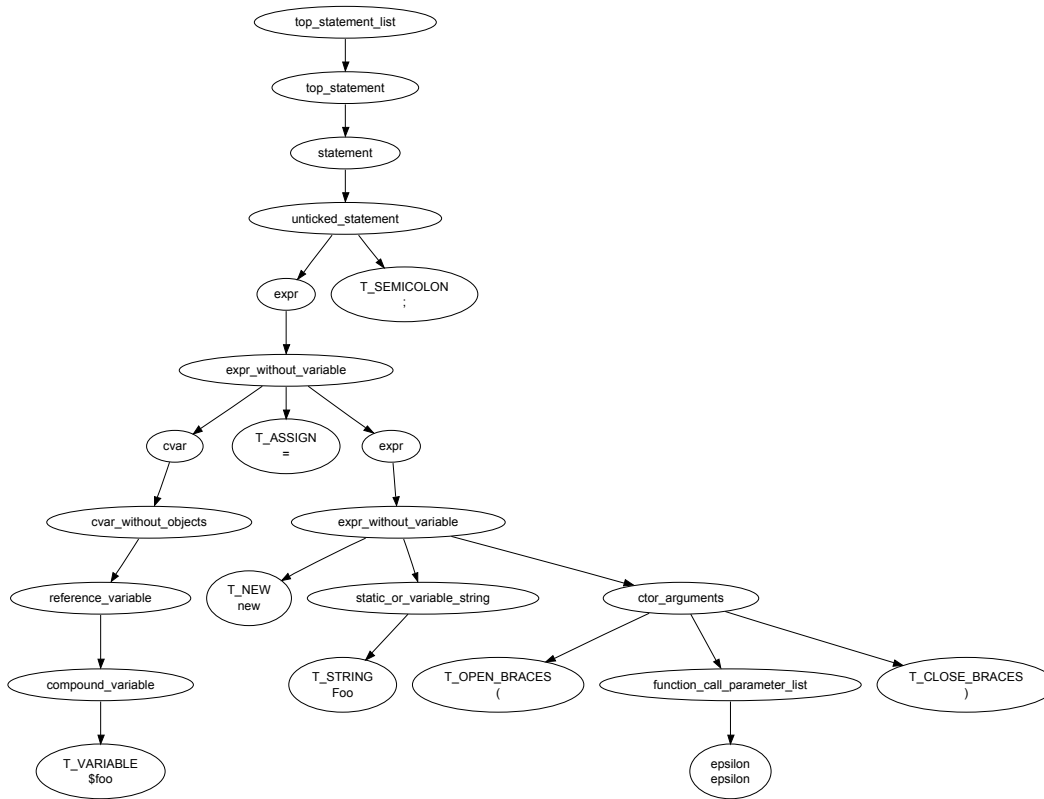 top_statement_list
top_statement
statement
unticked_statement
expr
T_SEMICOLON
;
expr_without_variable
cvar
T_ASSIGN
=
expr
cvar_without_objects
expr_without_variable
reference_variable
T_NEW
new
static_or_variable_string
ctor_arguments
compound_variable
T_STRING
Foo
T_OPEN_BRACES
(
function_call_parameter_list
T_CLOSE_BRACES
)
T_VARIABLE
$foo
epsilon
epsilon